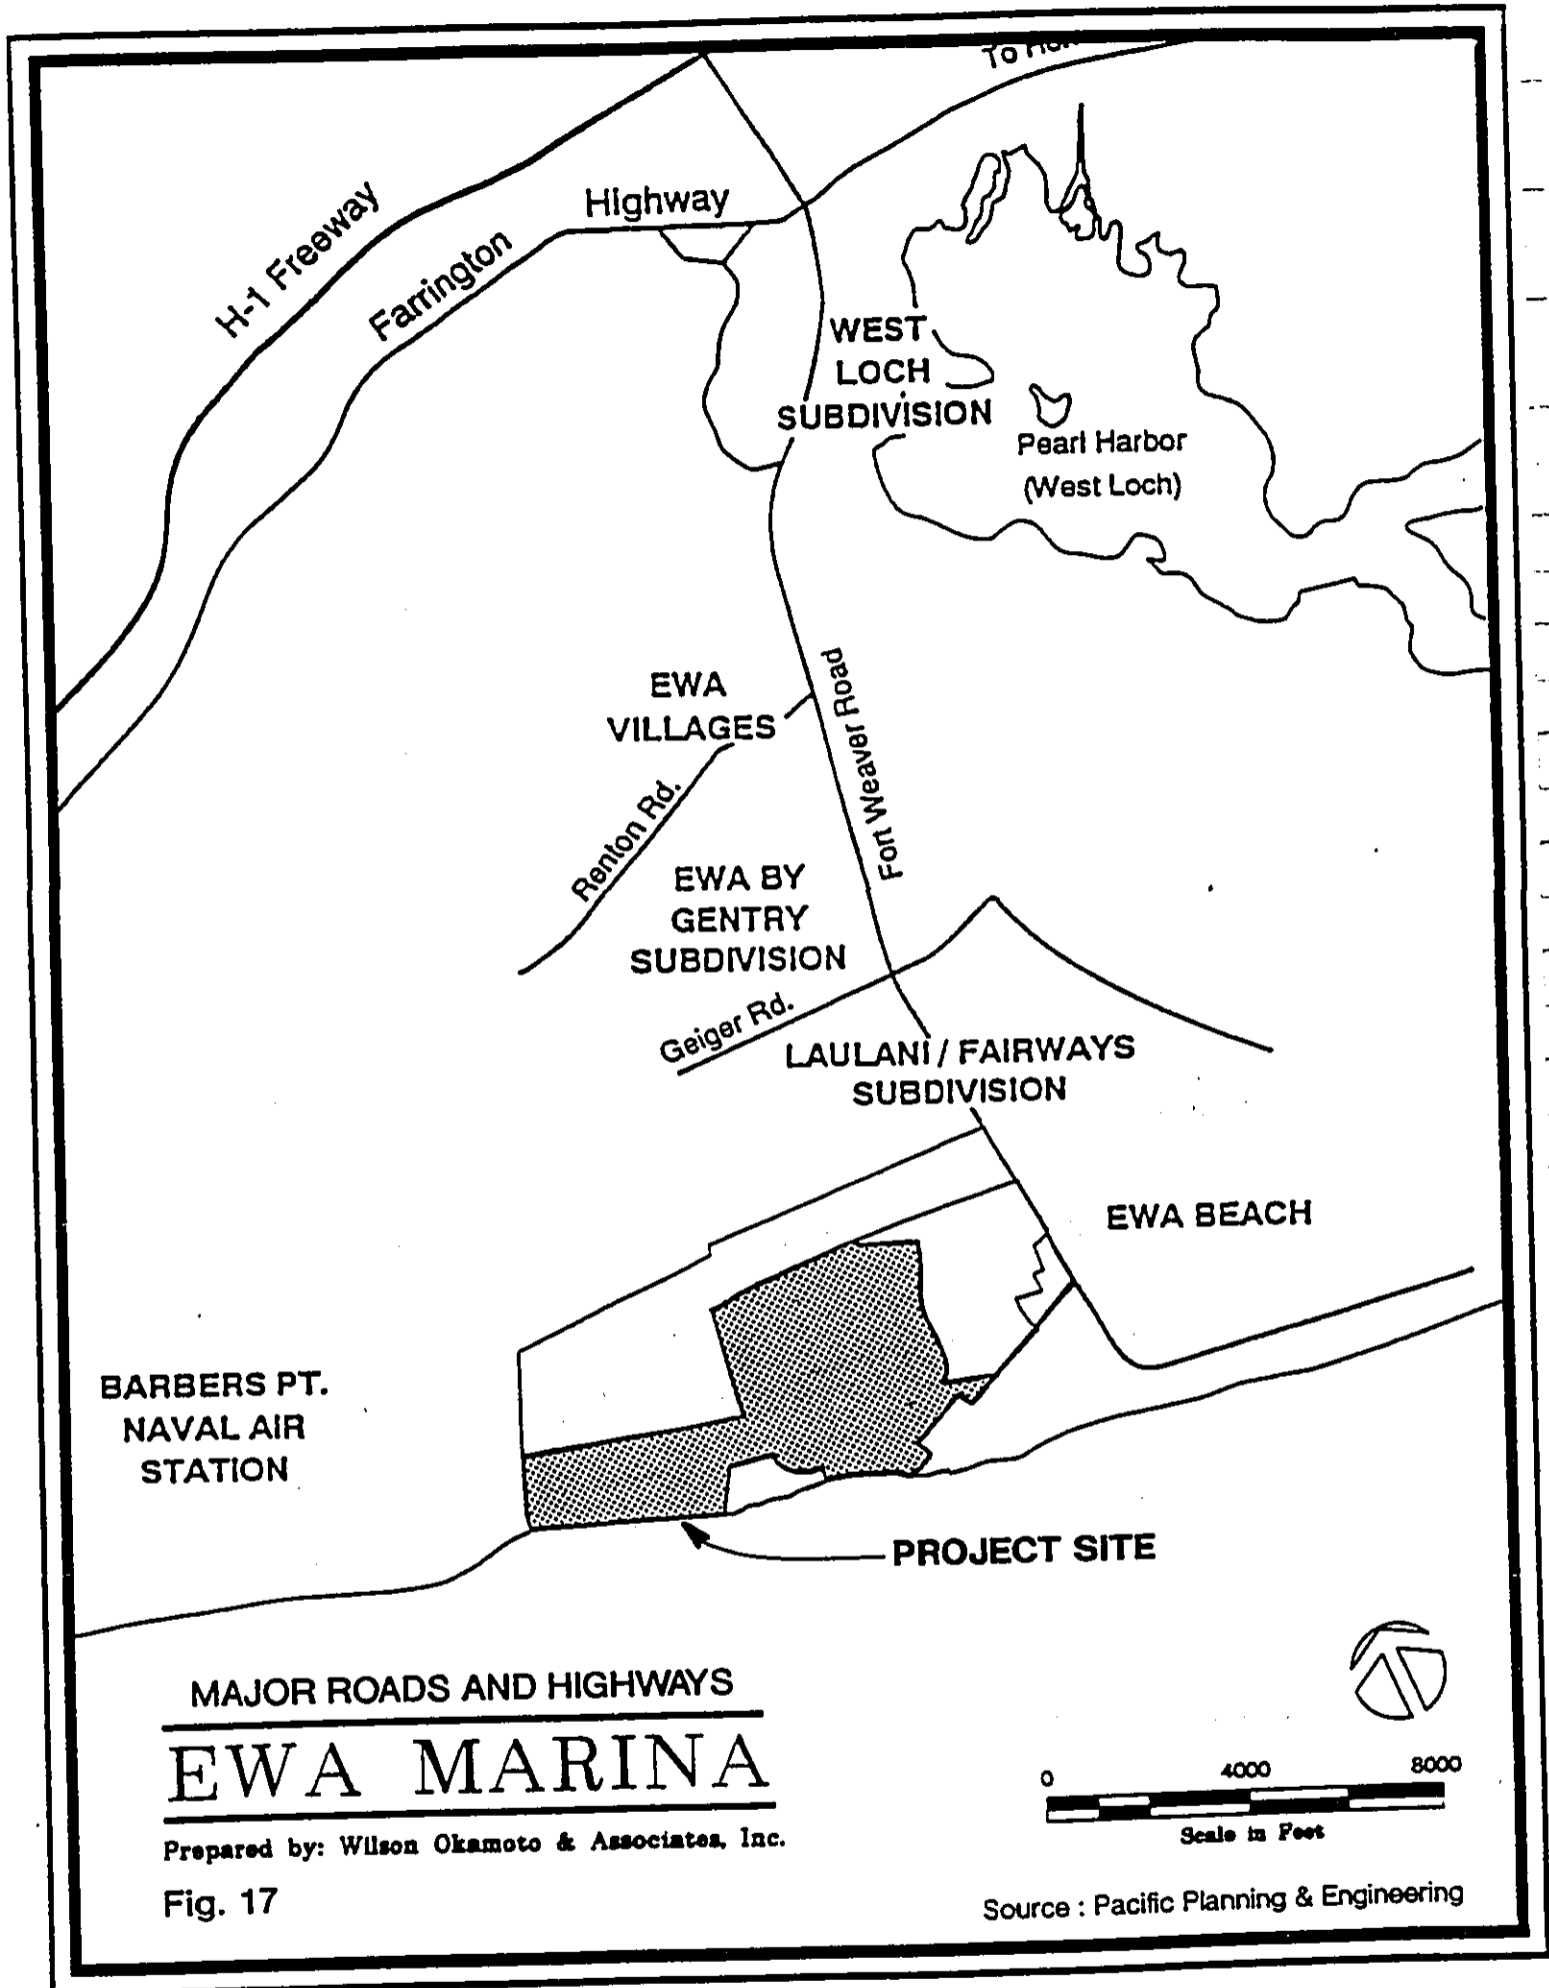 To
Highway
H-1 Freeway
Farrington
WEST
LOCH
SUBDIVISION
Pearl Harbor
(West Loch)
EWA
VILLAGES
Fort Weaver Road
Renton Rd.
EWA BY
GENTRY
SUBDIVISION
Geiger Rd.
LAULANI / FAIRWAYS
SUBDIVISION
EWA BEACH
BARBERS PT.
NAVAL AIR
STATION
PROJECT SITE
MAJOR ROADS AND HIGHWAYS
EWA MARINA
Prepared by: Wilson Okamoto & Associates, Inc.
Fig. 17
0 4000 8000
Scale in Feet
Source : Pacific Planning & Engineering